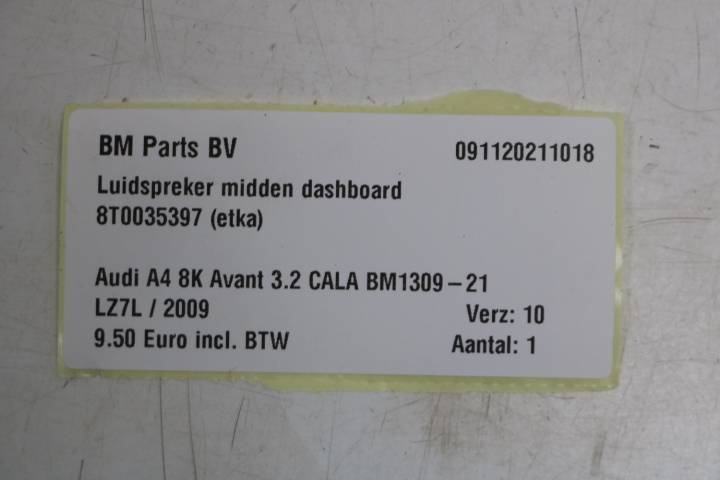 BM Parts BV 091120211018
Luidspreker midden dashboard
8T0035397 (etka)
Audi A4 8K Avant 3.2 CALA BM1309-21
LZ7L / 2009 Verz: 10
9.50 Euro incl. BTW Aantal: 1